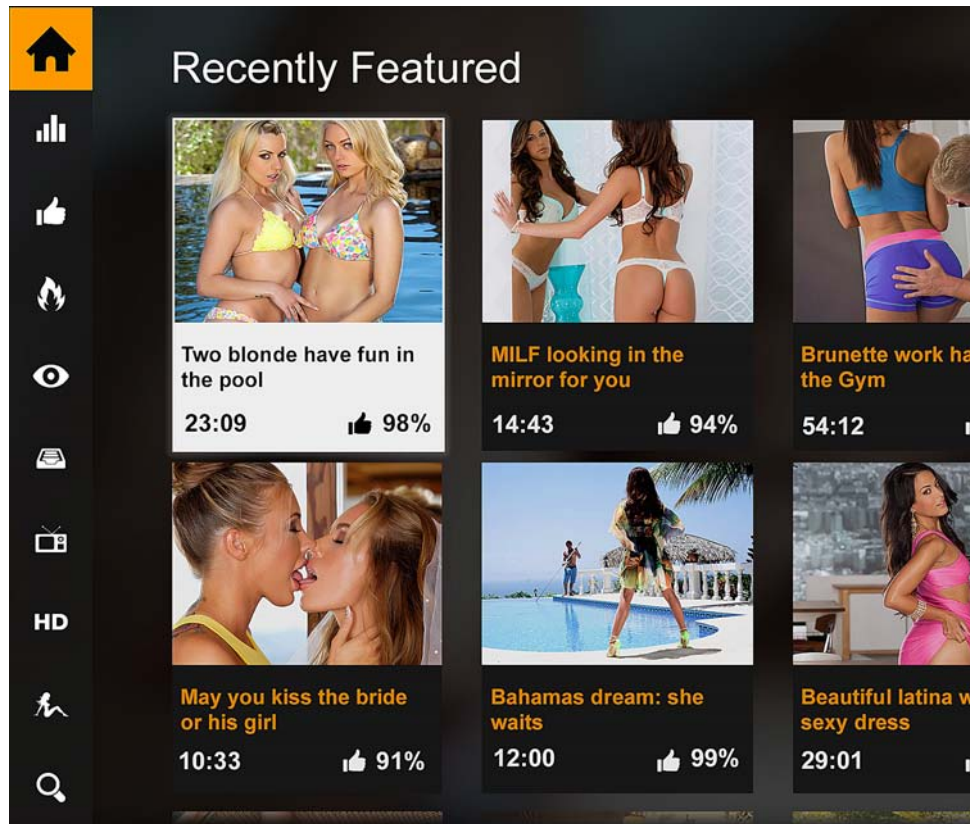 Recently Featured
Two blonde have fun in
the pool
23:09
98%
MILF looking in the
mirror for you
14:43
94%
Brunette work ha
the Gym
54:12
May you kiss the bride
or his girl
10:33
91%
Bahamas dream: she
waits
12:00
99%
Beautiful latina w
sexy dress
29:01
HD